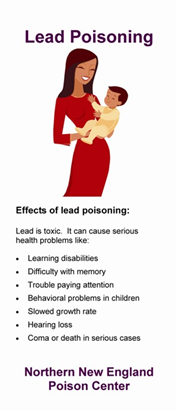 Lead Poisoning
Effects of lead poisoning:
Lead is toxic. It can cause serious
health problems like:
• Learning disabilities
• Difficulty with memory
• Trouble paying attention
• Behavioral problems in children
• Slowed growth rate
• Hearing loss
• Coma or death in serious cases
Northern New England
Poison Center